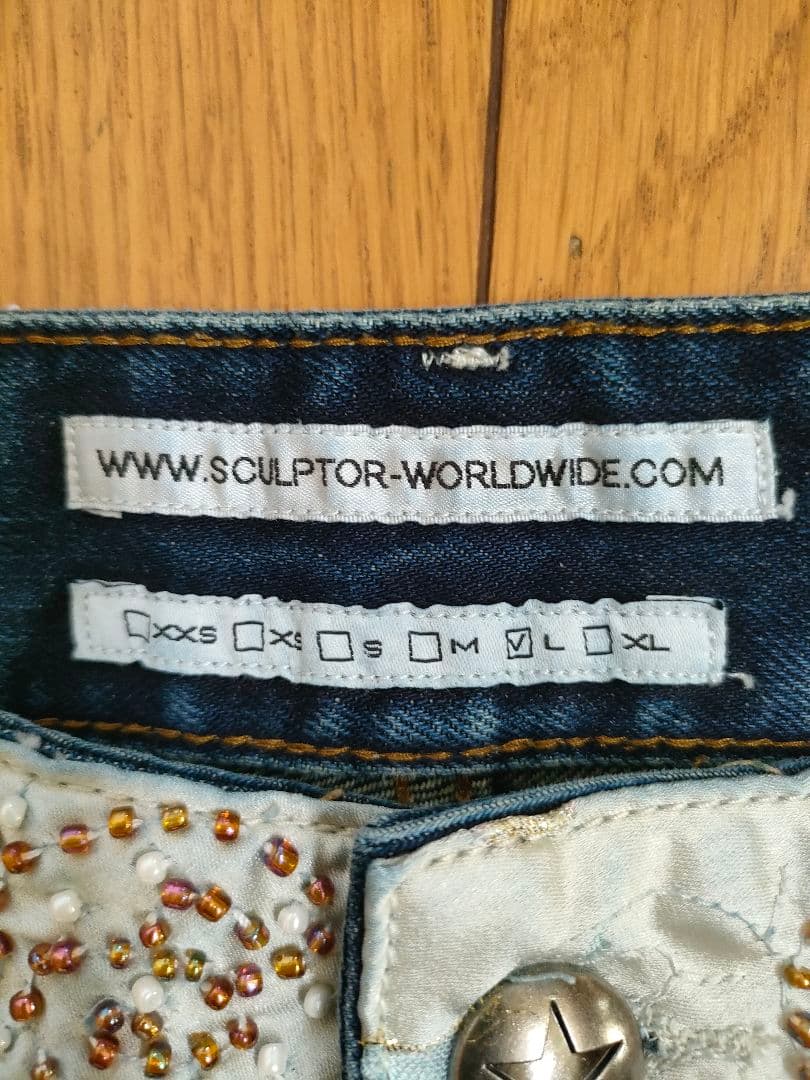 WWW.SCULPTOR-WORLDWIDE.COM
☐XXS ☐XS ☐S ☐M ☑L ☐XL